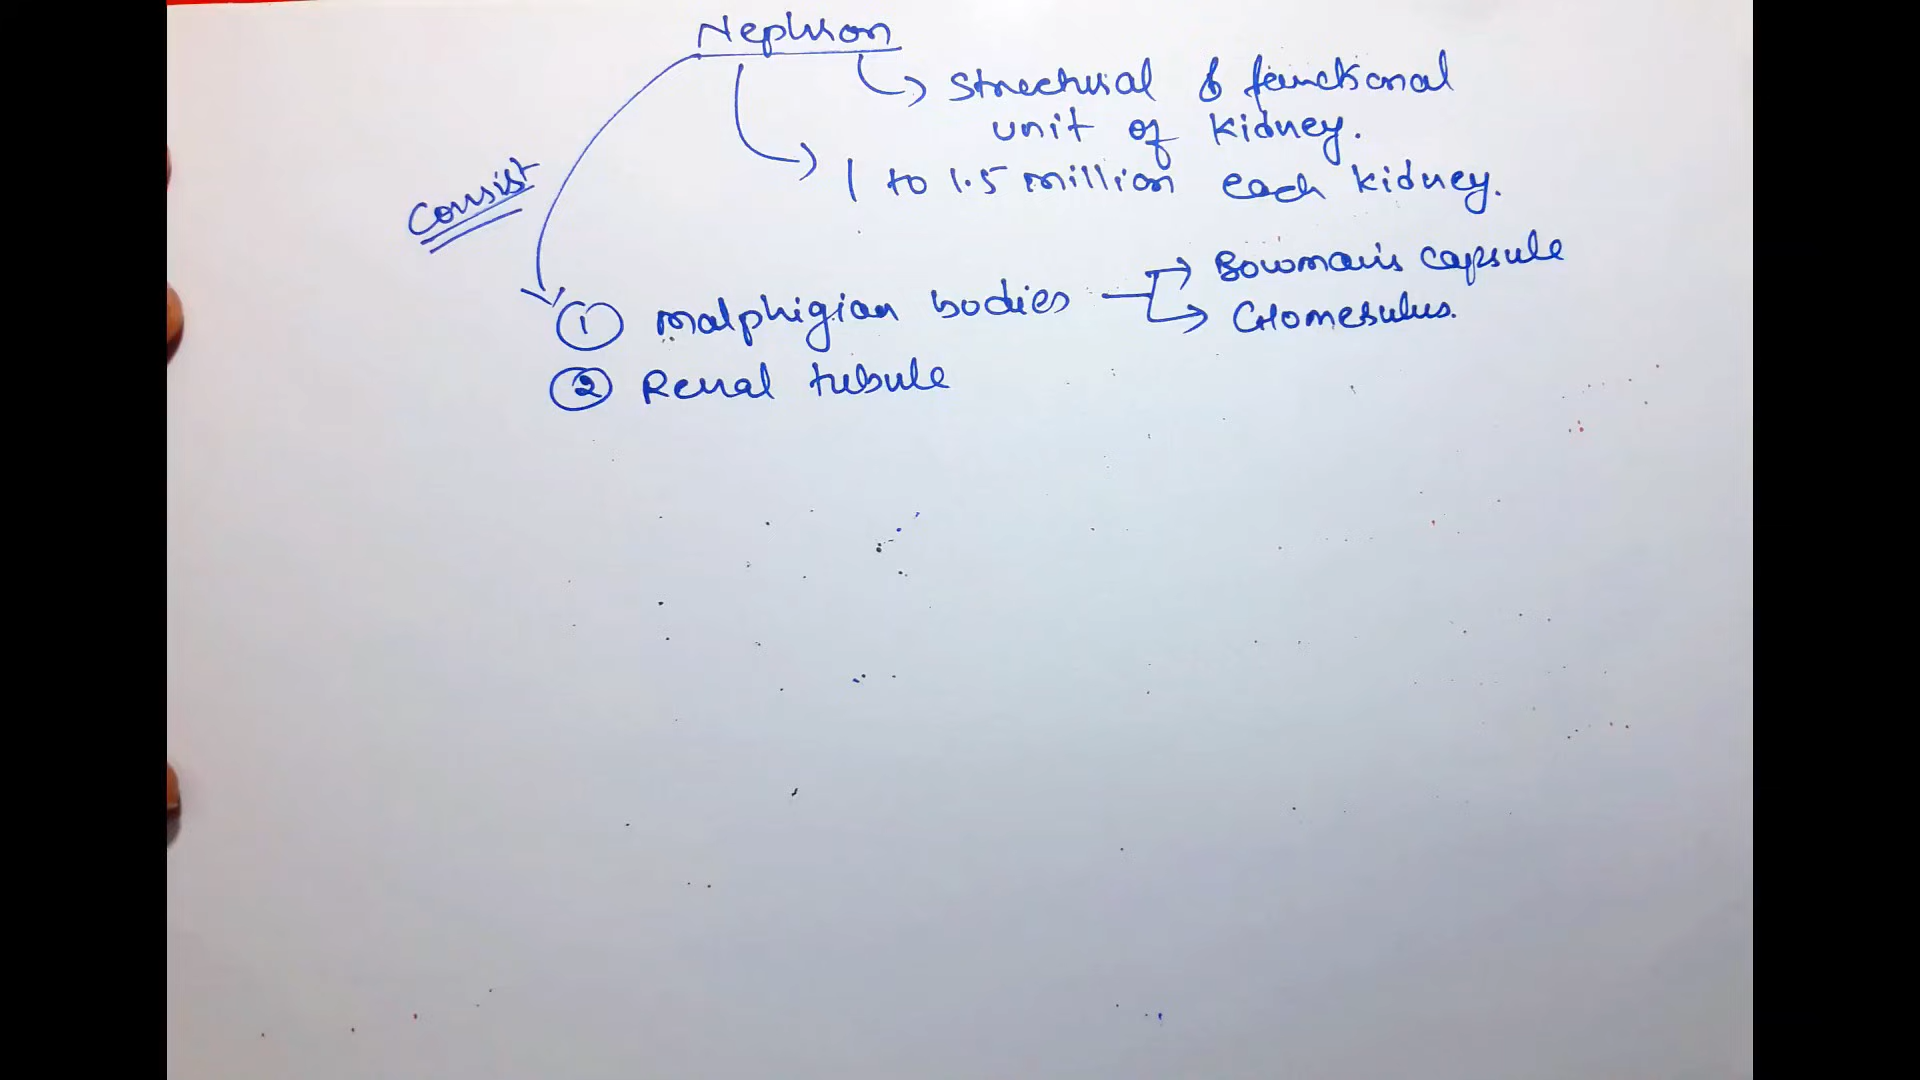 Nephron
structural & functional
unit of kidney.
1 to 1.5 million each kidney.
consist
① malphigian bodies
Bowman's capsule
Glomerulus.
② Renal tubule